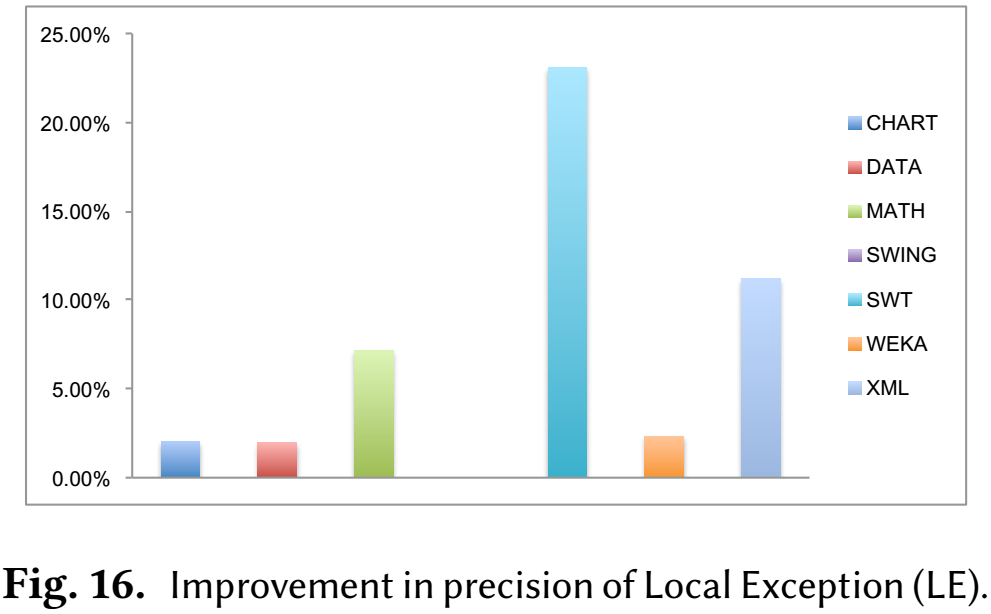 25.00%
20.00%
15.00%
10.00%
5.00%
0.00%
CHART
DATA
MATH
SWING
SWT
WEKA
XML
Fig. 16. Improvement in precision of Local Exception (LE).